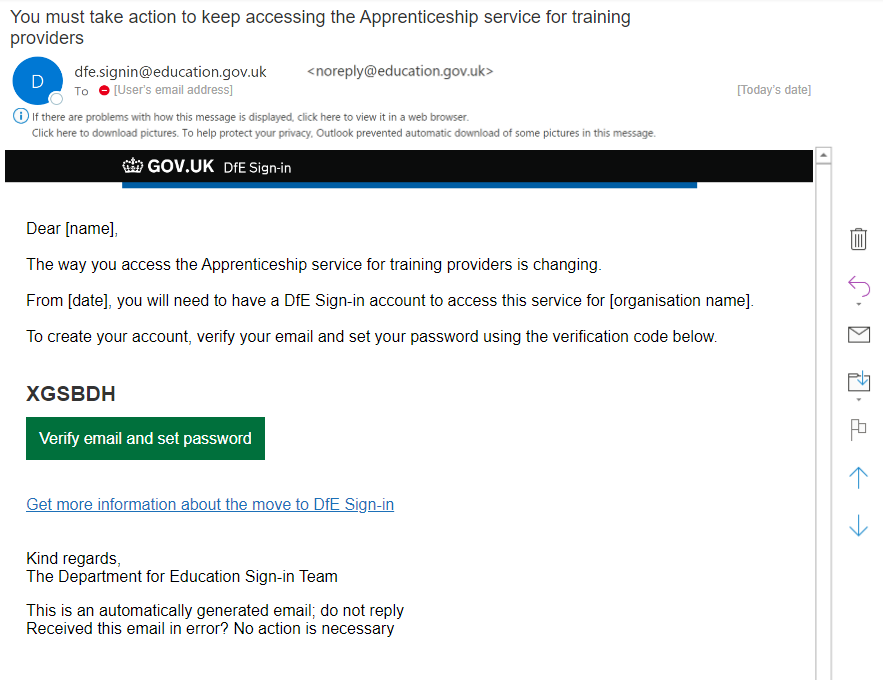 You must take action to keep accessing the Apprenticeship service for training
providers
D
dfe.signin@education.gov.uk <noreply@education.gov.uk>
To [User's email address] [Today's date]
If there are problems with how this message is displayed, click here to view it in a web browser.
Click here to download pictures. To help protect your privacy, Outlook prevented automatic download of some pictures in this message.
GOV.UK DfE Sign-in
Dear [name],
The way you access the Apprenticeship service for training providers is changing.
From [date], you will need to have a DfE Sign-in account to access this service for [organisation name].
To create your account, verify your email and set your password using the verification code below.
XGSBDH
Verify email and set password
Get more information about the move to DfE Sign-in
Kind regards,
The Department for Education Sign-in Team
This is an automatically generated email; do not reply
Received this email in error? No action is necessary